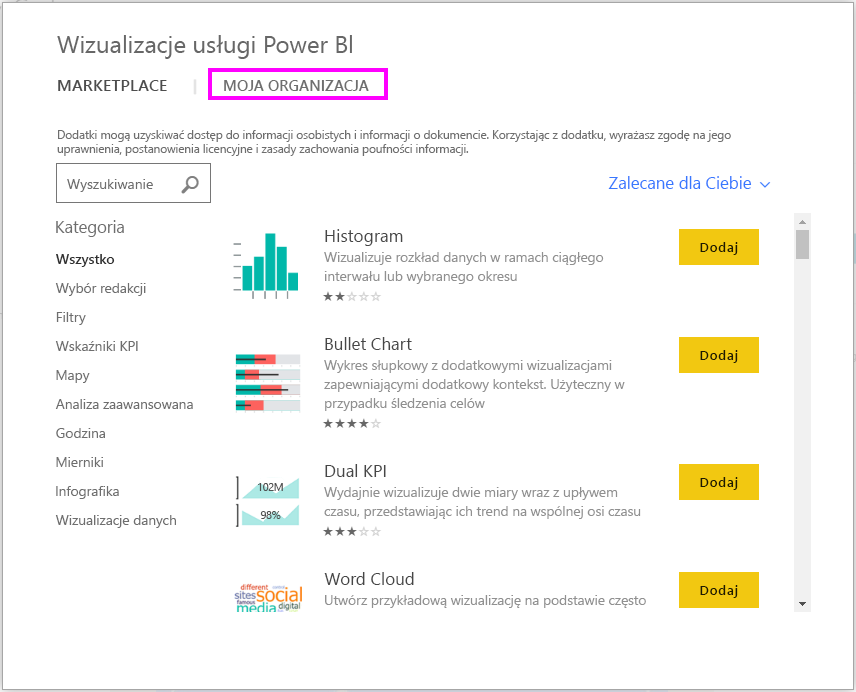 Wizualizacje usługi Power BI
MARKETPLACE | MOJA ORGANIZACJA
Dodatki mogą uzyskiwać dostęp do informacji osobistych i informacji o dokumencie. Korzystając z dodatku, wyrażasz zgodę na jego
uprawnienia, postanowienia licencyjne i zasady zachowania poufności informacji.
Wyszukiwanie
Zalecane dla Ciebie
Kategoria
Wszystko
Wybór redakcji
Filtry
Wskaźniki KPI
Mapy
Analiza zaawansowana
Godzina
Mierniki
Infografika
Wizualizacje danych
Histogram
Wizualizuje rozkład danych w ramach ciągłego
interwału lub wybranego okresu
★★☆☆☆
Dodaj
Bullet Chart
Wykres słupkowy z dodatkowymi wizualizacjami
zapewniającymi dodatkowy kontekst. Użyteczny w
przypadku śledzenia celów
★★★★☆
Dodaj
102M
98%
Dual KPI
Wydajnie wizualizuje dwie miary wraz z upływem
czasu, przedstawiając ich trend na wspólnej osi czasu
★★★☆☆
Dodaj
different
sites social
famous
media digital
Word Cloud
Utwórz przykładową wizualizację na podstawie często
Dodaj